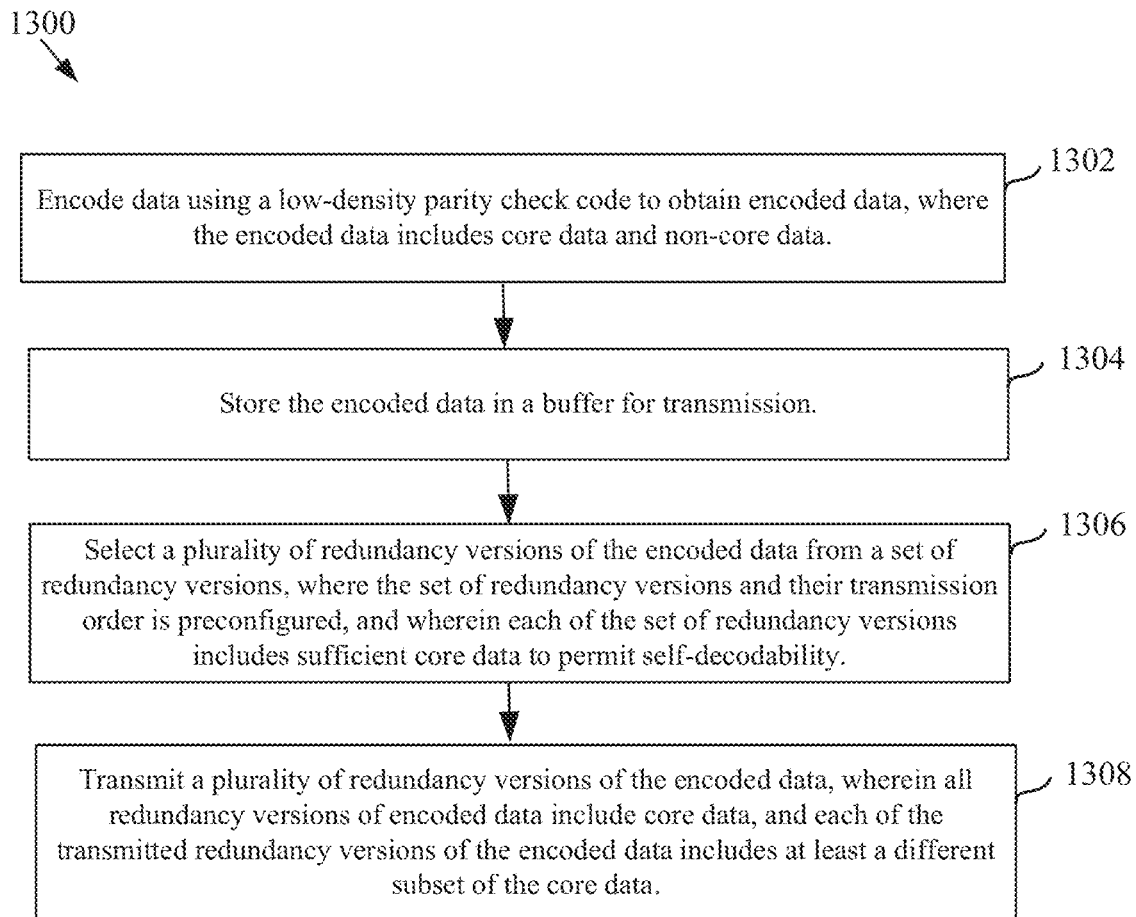 1300
1302
Encode data using a low-density parity check code to obtain encoded data, where
the encoded data includes core data and non-core data.
1304
Store the encoded data in a buffer for transmission.
1306
Select a plurality of redundancy versions of the encoded data from a set of
redundancy versions, where the set of redundancy versions and their transmission
order is preconfigured, and wherein each of the set of redundancy versions
includes sufficient core data to permit self-decodability.
1308
Transmit a plurality of redundancy versions of the encoded data, wherein all
redundancy versions of encoded data include core data, and each of the
transmitted redundancy versions of the encoded data includes at least a different
subset of the core data.